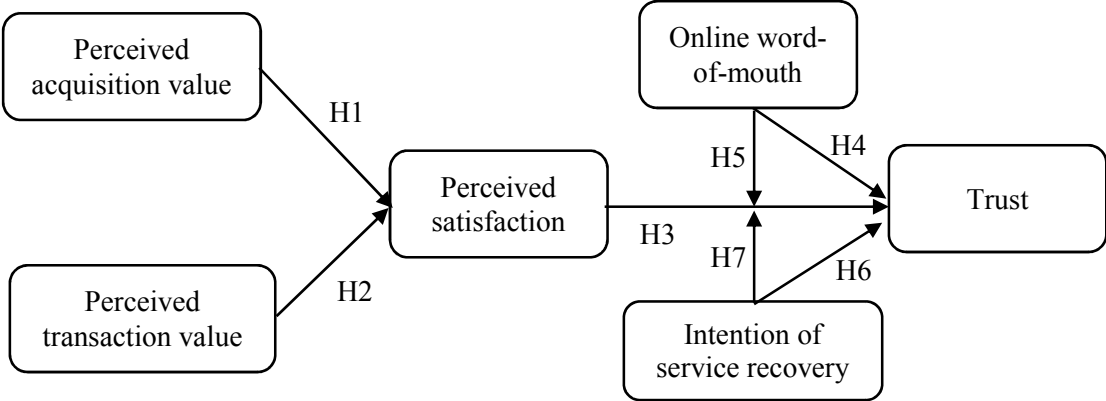 Perceived
acquisition value
H1
Online word-
of-mouth
H5
H4
Perceived
satisfaction
H3
Trust
H7
H6
H2
Perceived
transaction value
Intention of
service recovery